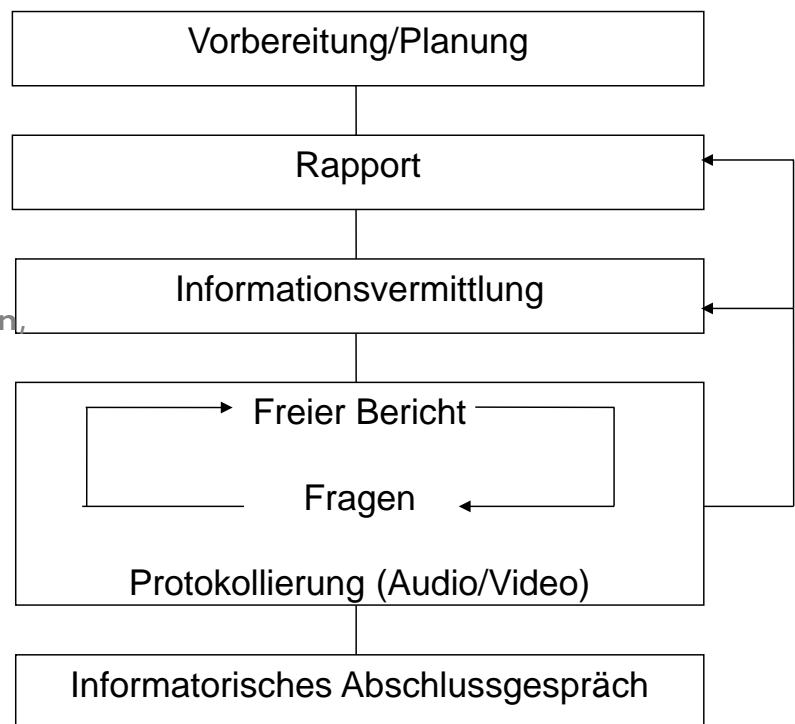 Vorbereitung/Planung
Rapport
Informationsvermittlung
n,
Freier Bericht
Fragen
Protokollierung (Audio/Video)
Informatorisches Abschlussgespräch